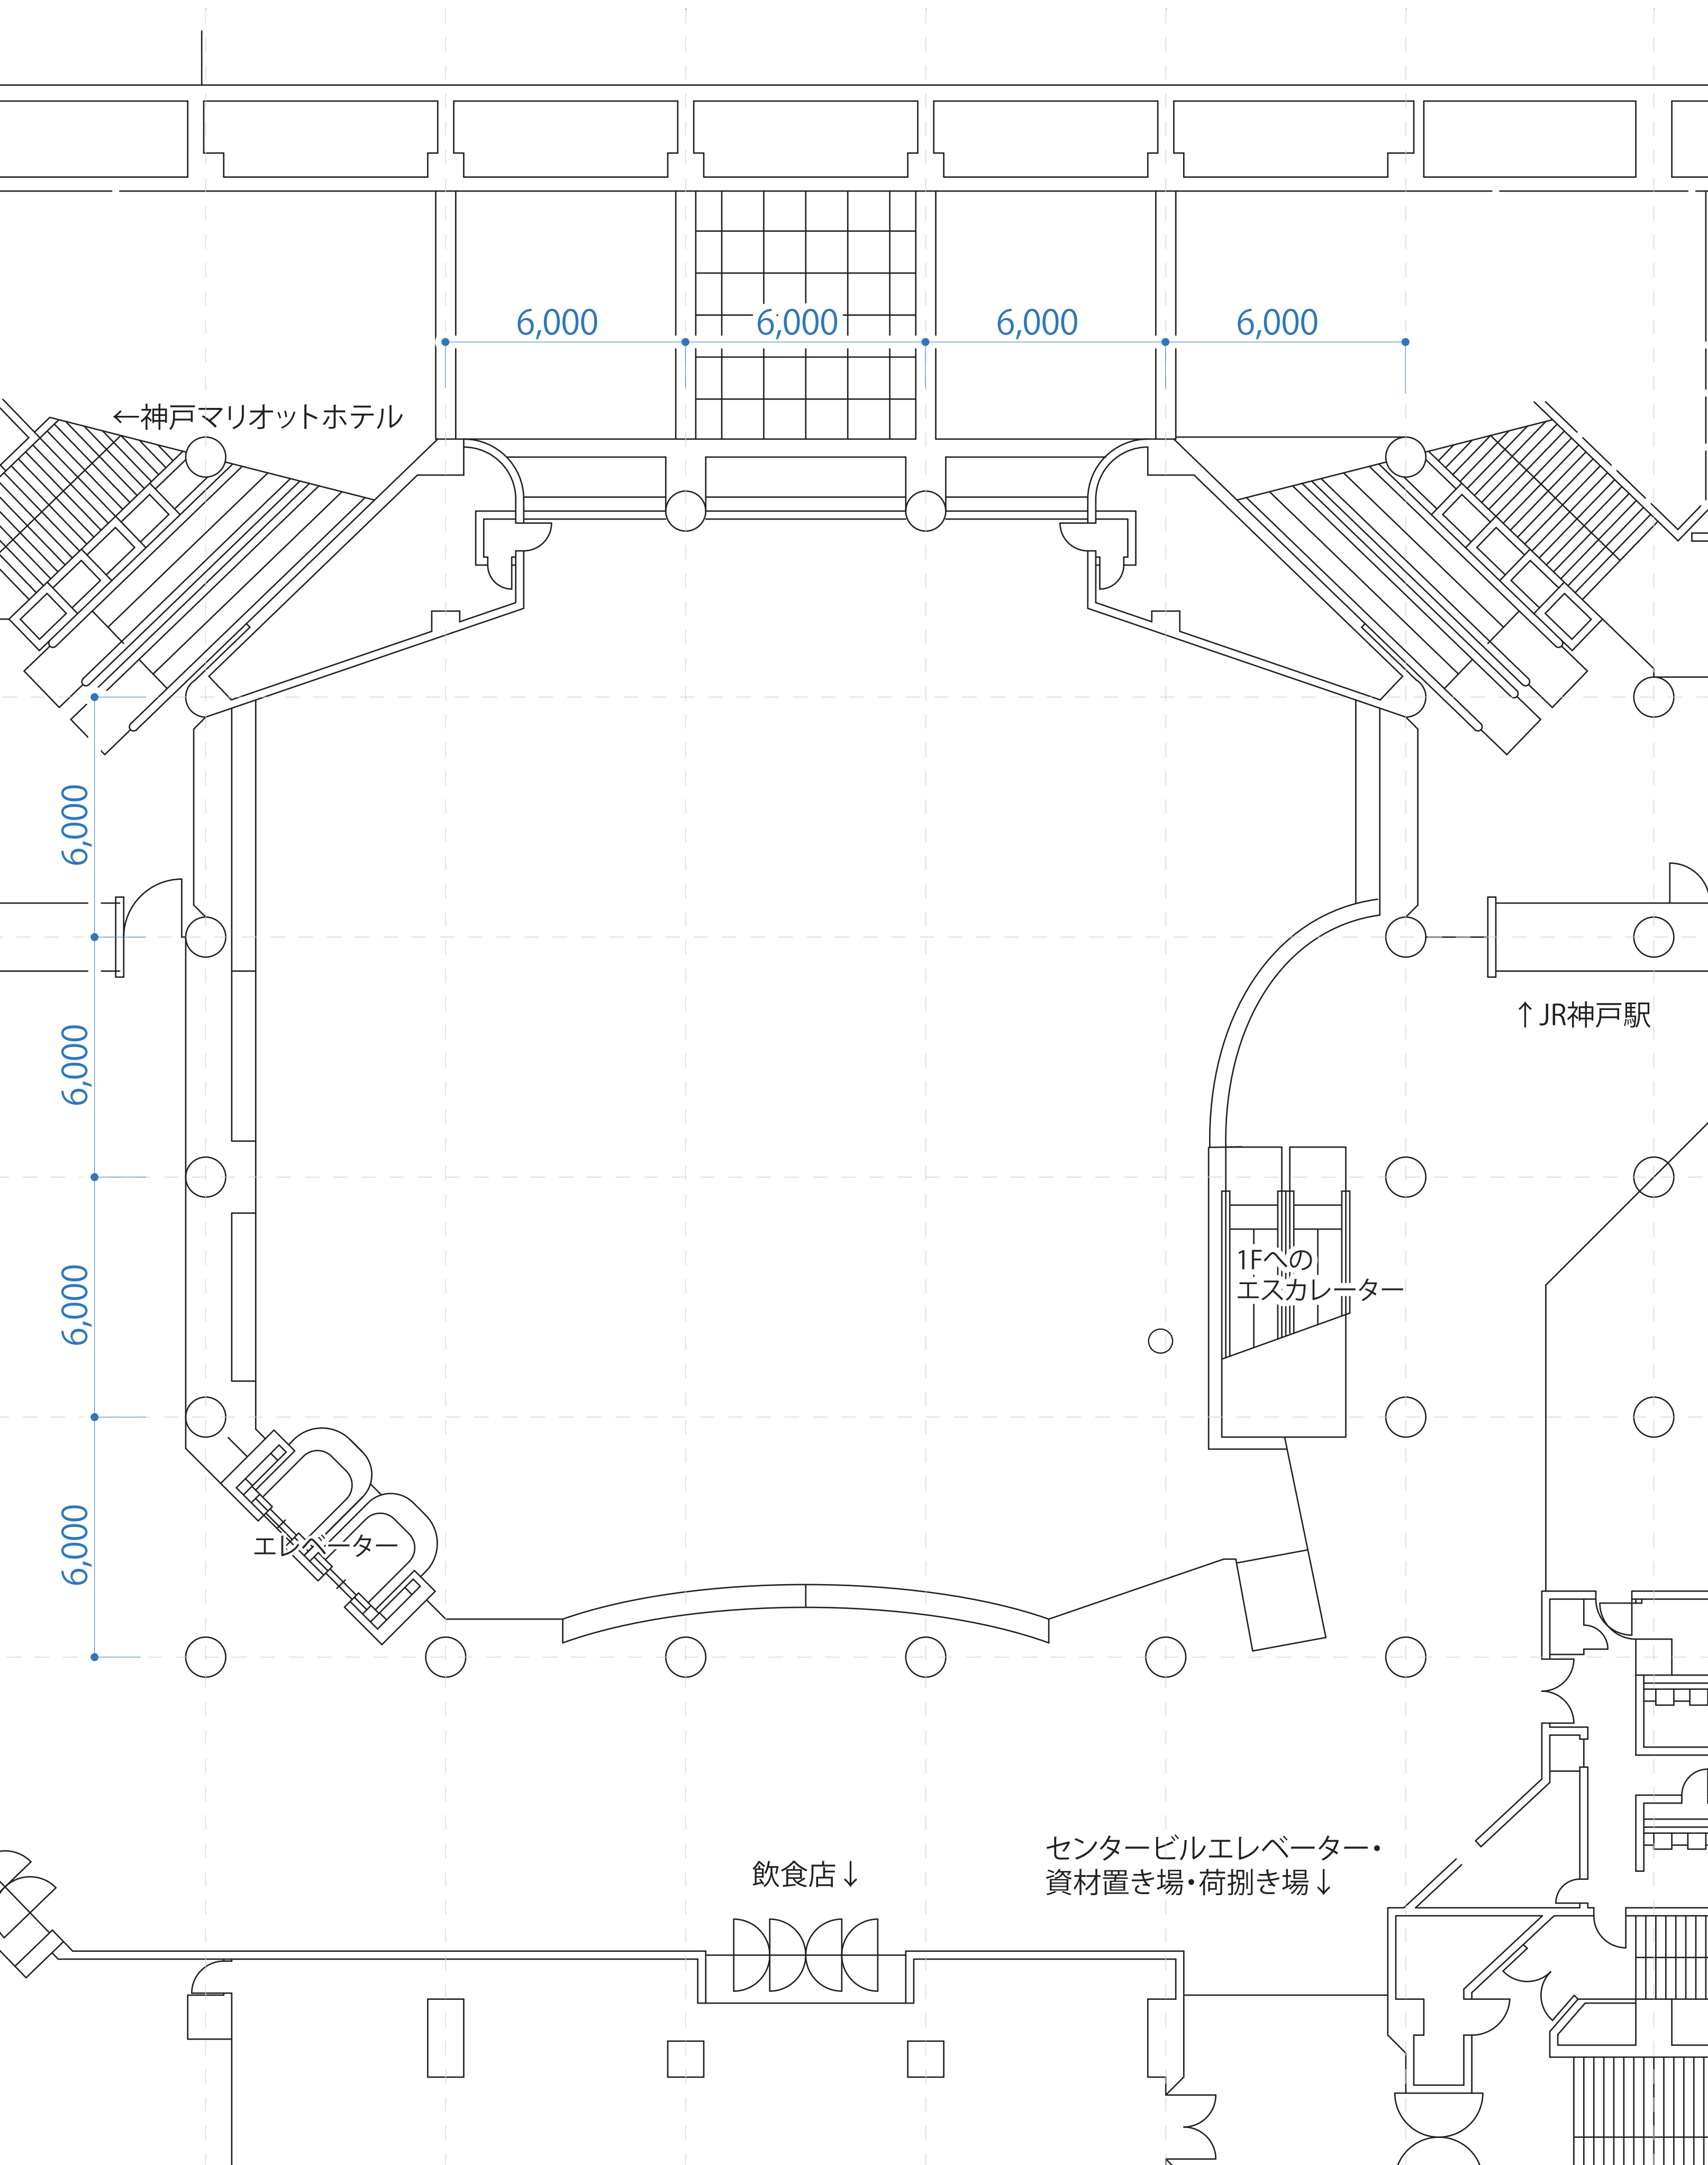 6,000
6,000
6,000
6,000
←神戸マリオットホテル
6,000
6,000
↑JR神戸駅
1Fへの
エスカレーター
6,000
エレベーター
6,000
センタービルエレベーター・
資材置き場・荷捌き場↓
飲食店↓